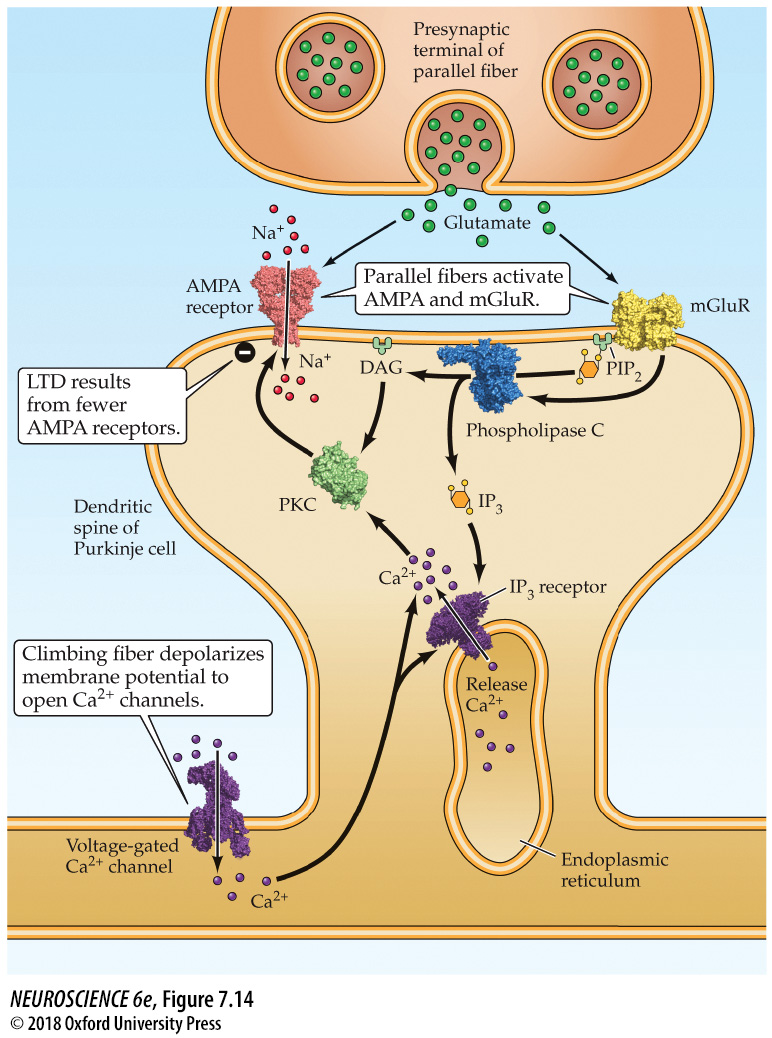 Presynaptic
terminal of
parallel fiber
Na⁺
Glutamate
AMPA
receptor
Parallel fibers activate
AMPA and mGluR.
mGluR
Na⁺
DAG
PIP₂
LTD results
from fewer
AMPA receptors.
Phospholipase C
PKC
IP₃
Dendritic
spine of
Purkinje cell
Ca²⁺
IP₃ receptor
Climbing fiber depolarizes
membrane potential to
open Ca²⁺ channels.
Release
Ca²⁺
Voltage-gated
Ca²⁺ channel
Ca²⁺
Endoplasmic
reticulum
NEUROSCIENCE 6e, Figure 7.14
© 2018 Oxford University Press